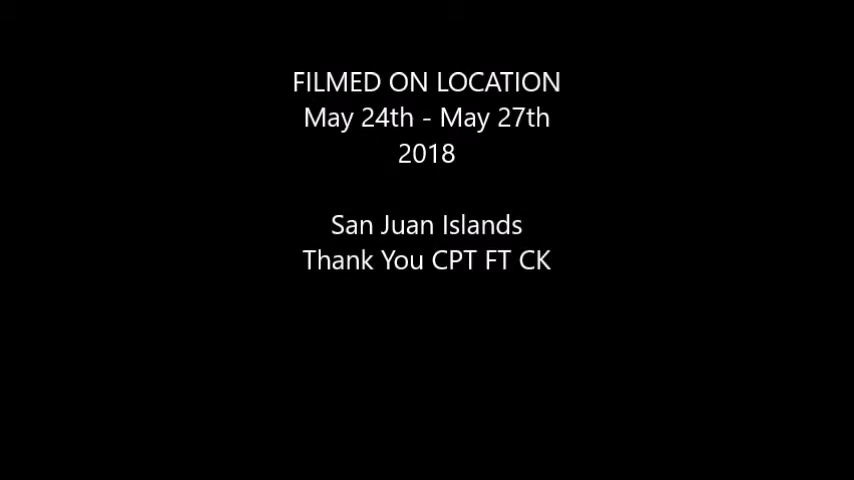 FILMED ON LOCATION
May 24th - May 27th
2018
San Juan Islands
Thank You CPT FT CK